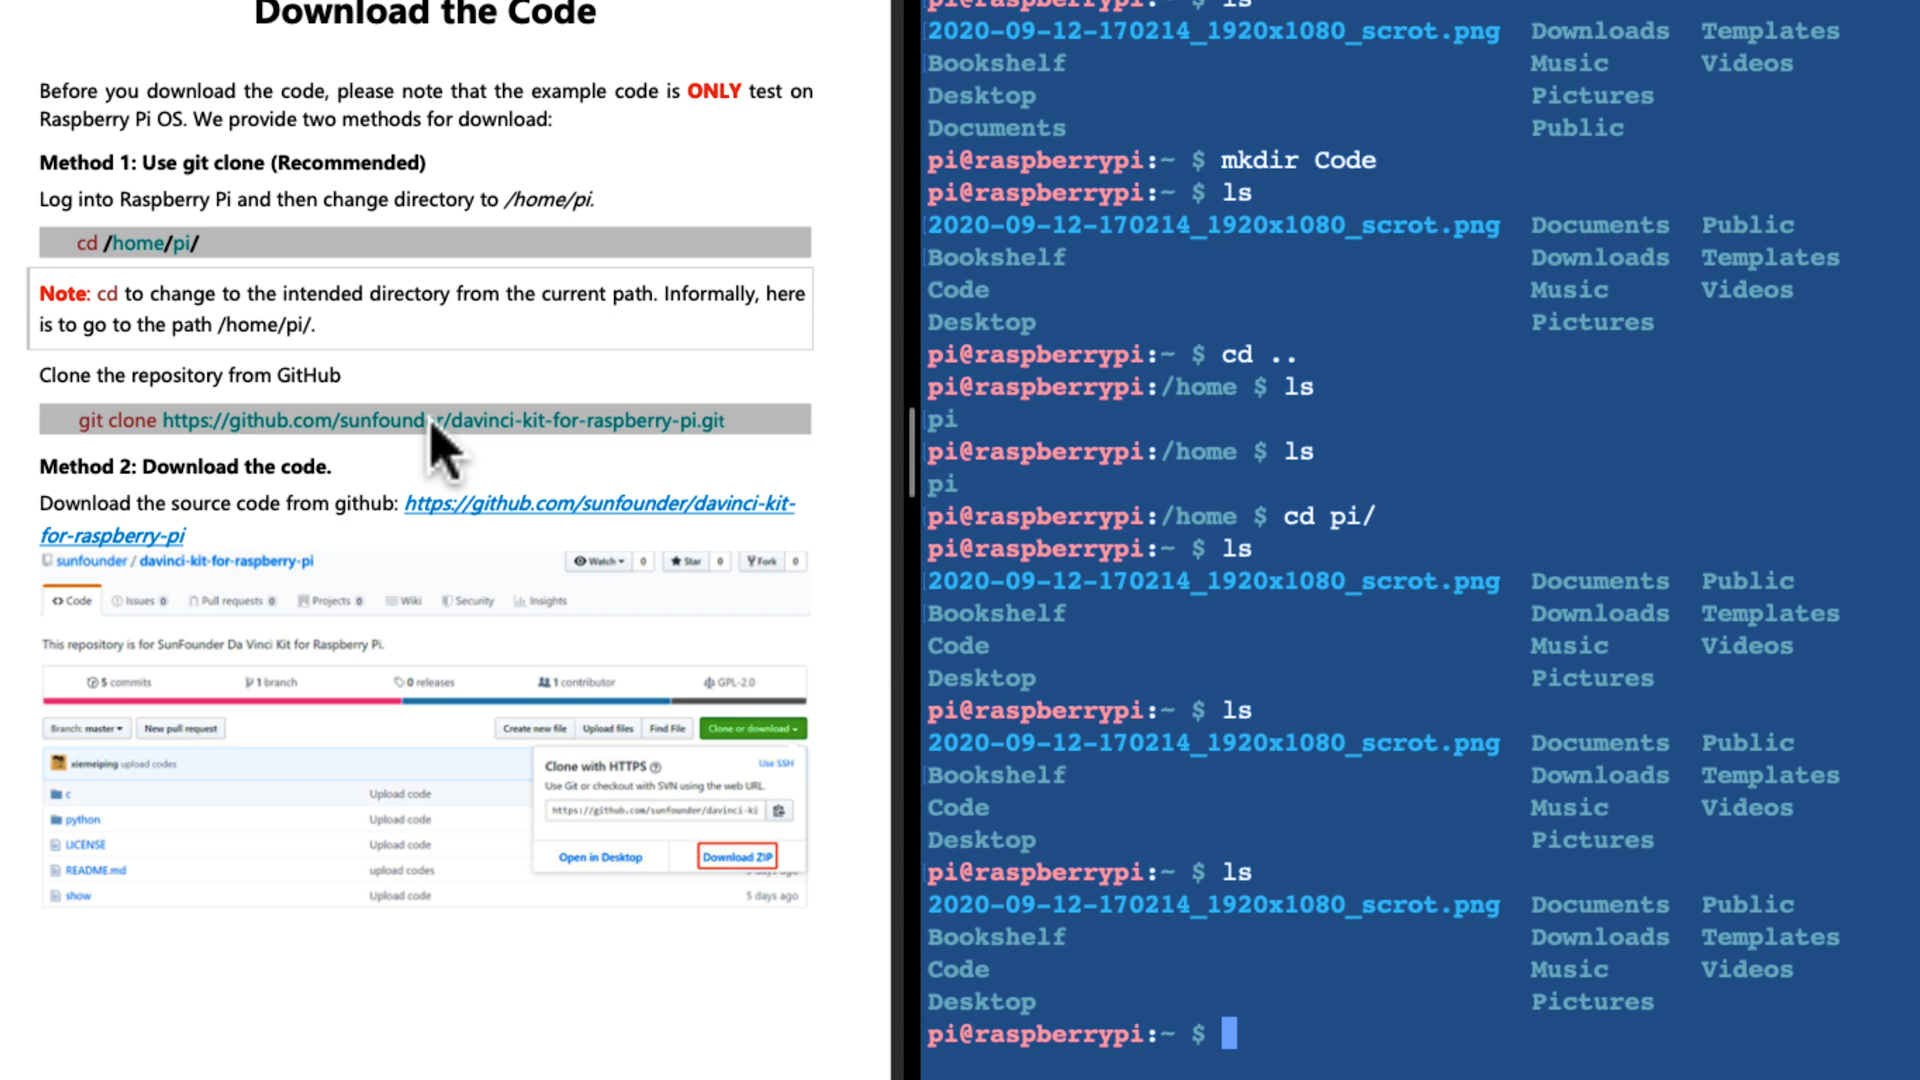 Download the Code
Before you download the code, please note that the example code is ONLY test on
Raspberry Pi OS. We provide two methods for download:
Method 1: Use git clone (Recommended)
Log into Raspberry Pi and then change directory to /home/pi.
cd /home/pi/
Note: cd to change to the intended directory from the current path. Informally, here
is to go to the path /home/pi/.
Clone the repository from GitHub
git clone https://github.com/sunfounder/davinci-kit-for-raspberry-pi.git
Method 2: Download the code.
Download the source code from github: https://github.com/sunfounder/davinci-kit-
for-raspberry-pi
sunfounder / davinci-kit-for-raspberry-pi Watch 0 Star 0 Fork 0
Code Issues 0 Pull requests 0 Projects 0 Wiki Security Insights
This repository is for SunFounder Da Vinci Kit for Raspberry Pi.
5 commits 1 branch 0 releases 1 contributor GPL-2.0
Branch: master New pull request Create new file Upload files Find File Clone or download
xiemeiping upload codes
Clone with HTTPS Use SSH
Use Git or checkout with SVN using the web URL.
https://github.com/sunfounder/davinci-ki
Open in Desktop Download ZIP
c Upload code
python Upload code
LICENSE Upload code
README.md upload codes days ago
show Upload code 5 days ago
pi@raspberrypi:~ $ ls
2020-09-12-170214_1920x1080_scrot.png Downloads Templates
Bookshelf Music Videos
Desktop Pictures
Documents Public
pi@raspberrypi:~ $ mkdir Code
pi@raspberrypi:~ $ ls
2020-09-12-170214_1920x1080_scrot.png Documents Public
Bookshelf Downloads Templates
Code Music Videos
Desktop Pictures
pi@raspberrypi:~ $ cd ..
pi@raspberrypi:/home $ ls
pi
pi@raspberrypi:/home $ ls
pi
pi@raspberrypi:/home $ cd pi/
pi@raspberrypi:~ $ ls
2020-09-12-170214_1920x1080_scrot.png Documents Public
Bookshelf Downloads Templates
Code Music Videos
Desktop Pictures
pi@raspberrypi:~ $ ls
2020-09-12-170214_1920x1080_scrot.png Documents Public
Bookshelf Downloads Templates
Code Music Videos
Desktop Pictures
pi@raspberrypi:~ $ ls
2020-09-12-170214_1920x1080_scrot.png Documents Public
Bookshelf Downloads Templates
Code Music Videos
Desktop Pictures
pi@raspberrypi:~ $